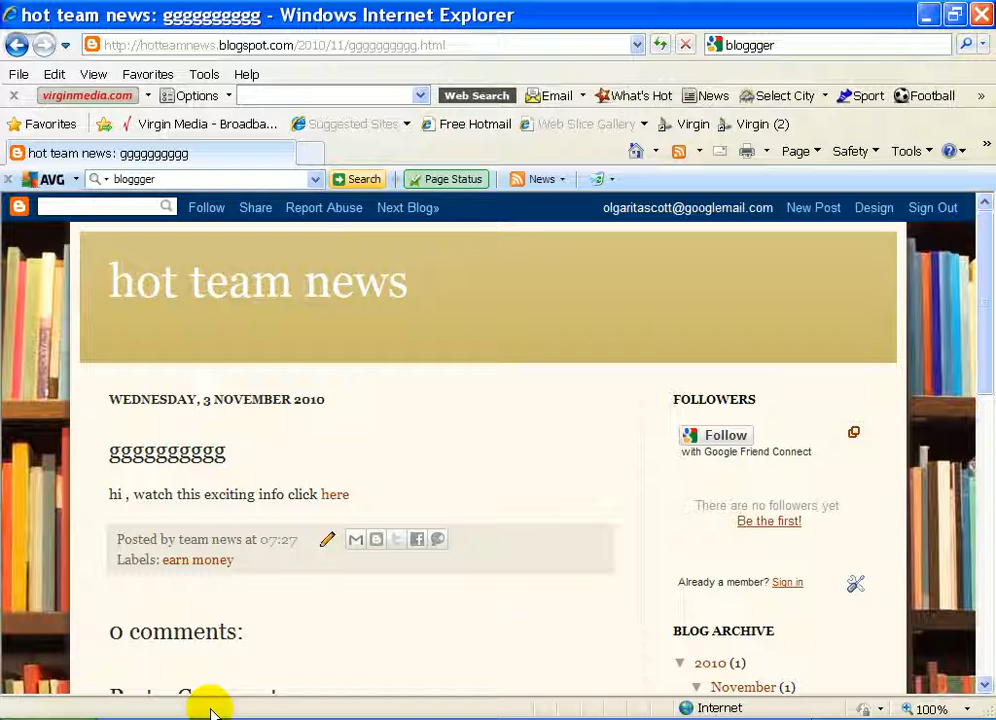 hot team news: gggggggggg - Windows Internet Explorer
http://hotteamnews.blogspot.com/2010/11/gggggggggg.html
bloggger
File Edit View Favorites Tools Help
virginmedia.com Options Web Search Email What's Hot News Select City Sport Football »
Favorites Virgin Media - Broadba... Suggested Sites Free Hotmail Web Slice Gallery Virgin Virgin (2)
hot team news: gggggggggg
Page Safety Tools »
AVG bloggger Search Page Status News
Follow Share Report Abuse Next Blog» olgaritascott@googlemail.com New Post Design Sign Out
hot team news
WEDNESDAY, 3 NOVEMBER 2010
gggggggggg
hi , watch this exciting info click here
Posted by team news at 07:27
Labels: earn money
0 comments:
FOLLOWERS
Follow
with Google Friend Connect
There are no followers yet
Be the first!
Already a member? Sign in
BLOG ARCHIVE
▼ 2010 (1)
▼ November (1)
Internet
100%